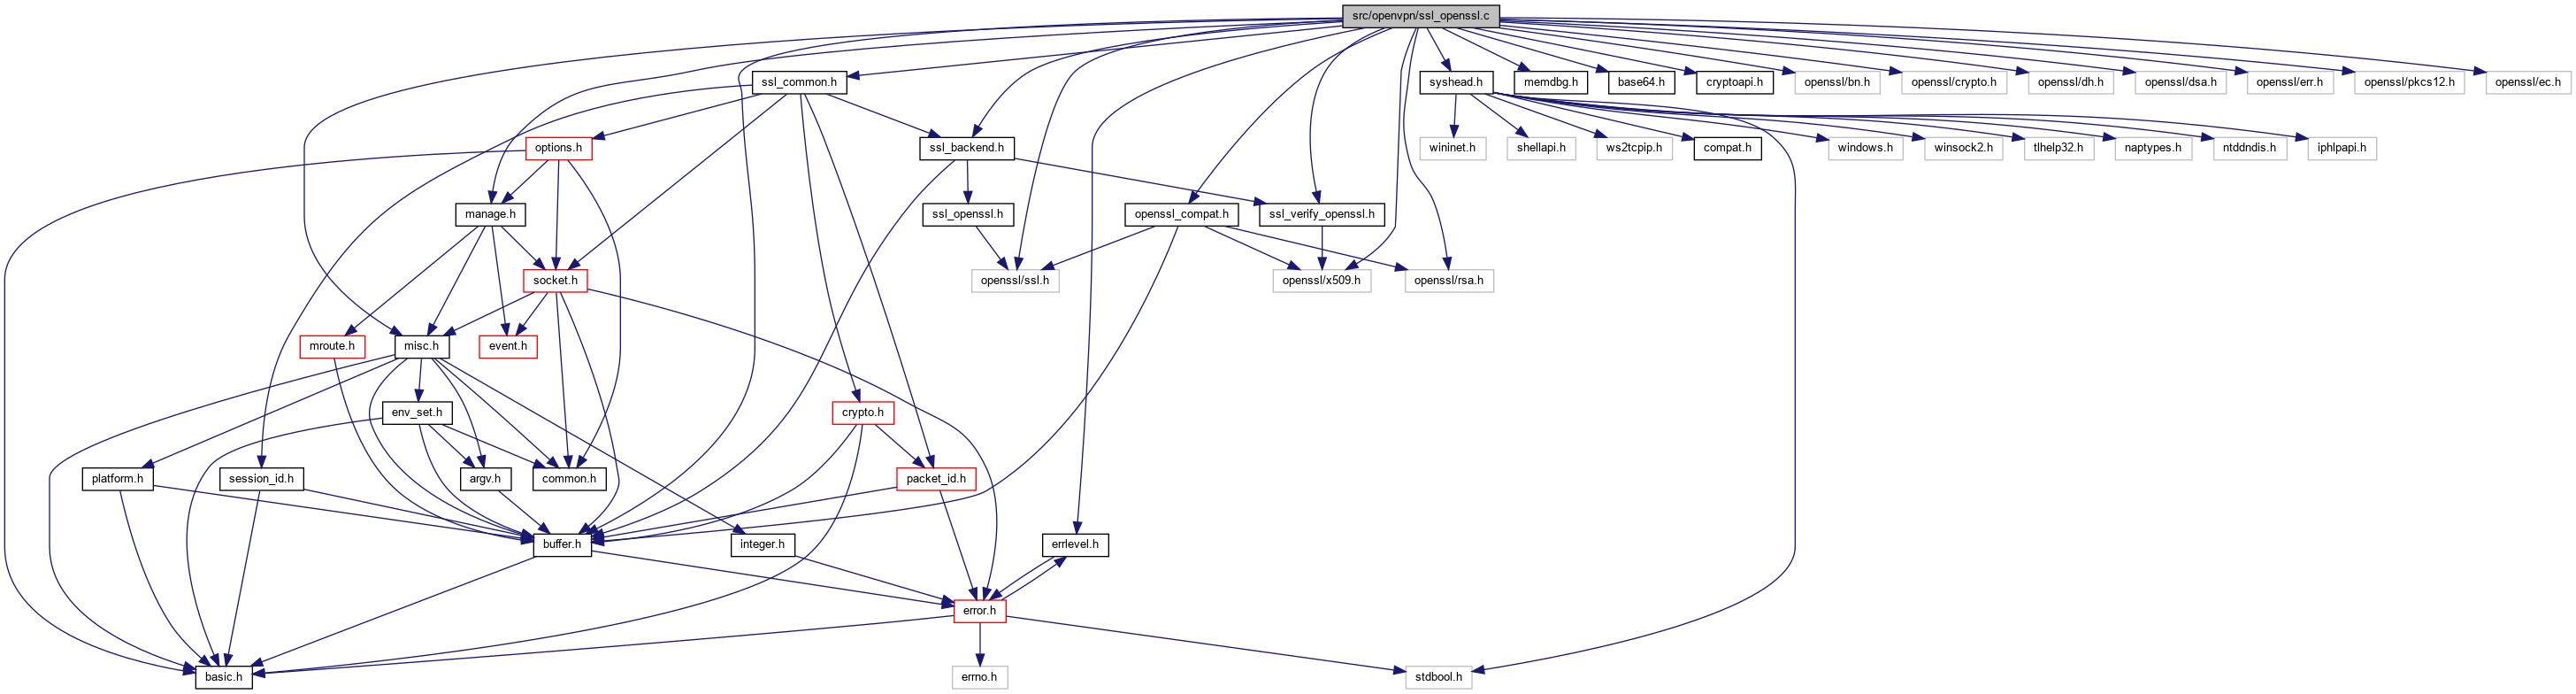 src/openvpn/ssl_openssl.c
ssl_common.h
syshead.h
memdbg.h
base64.h
cryptoapi.h
openssl/bn.h
openssl/crypto.h
openssl/dh.h
openssl/dsa.h
openssl/err.h
openssl/pkcs12.h
openssl/ec.h
options.h
ssl_backend.h
wininet.h
shellapi.h
ws2tcpip.h
compat.h
windows.h
winsock2.h
tlhelp32.h
naptypes.h
ntddndis.h
iphlpapi.h
manage.h
ssl_openssl.h
openssl_compat.h
ssl_verify_openssl.h
socket.h
openssl/ssl.h
openssl/x509.h
openssl/rsa.h
mroute.h
misc.h
event.h
env_set.h
crypto.h
platform.h
session_id.h
argv.h
common.h
packet_id.h
buffer.h
integer.h
errlevel.h
error.h
basic.h
errno.h
stdbool.h